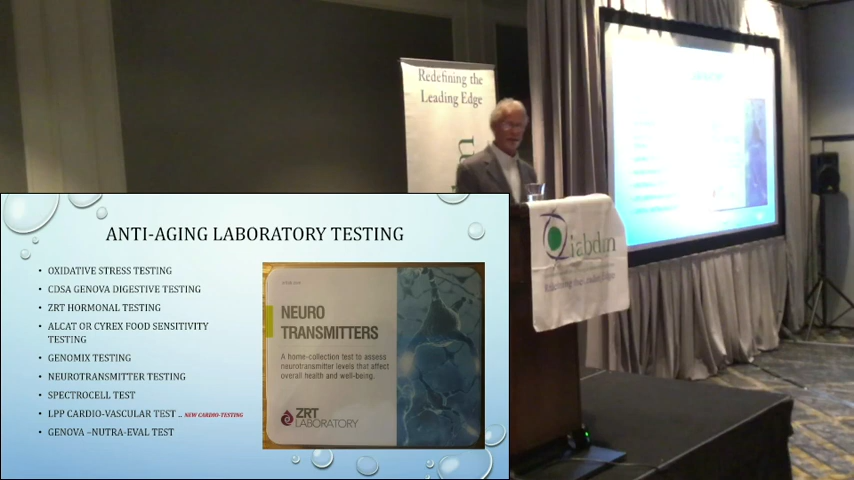 Redefining the
Leading Edge
iabdm
Redefining the Leading Edge
ANTI-AGING LABORATORY TESTING
• OXIDATIVE STRESS TESTING
• CDSA GENOVA DIGESTIVE TESTING
• ZRT HORMONAL TESTING
• ALCAT OR CYREX FOOD SENSITIVITY
TESTING
• GENOMIX TESTING
• NEUROTRANSMITTER TESTING
• SPECTROCELL TEST
• LPP CARDIO-VASCULAR TEST .. NEW CARDIO-TESTING
• GENOVA –NUTRA-EVAL TEST
NEURO
TRANSMITTERS
A home-collection test to assess
neurotransmitter levels that affect
overall health and well-being.
ZRT
LABORATORY